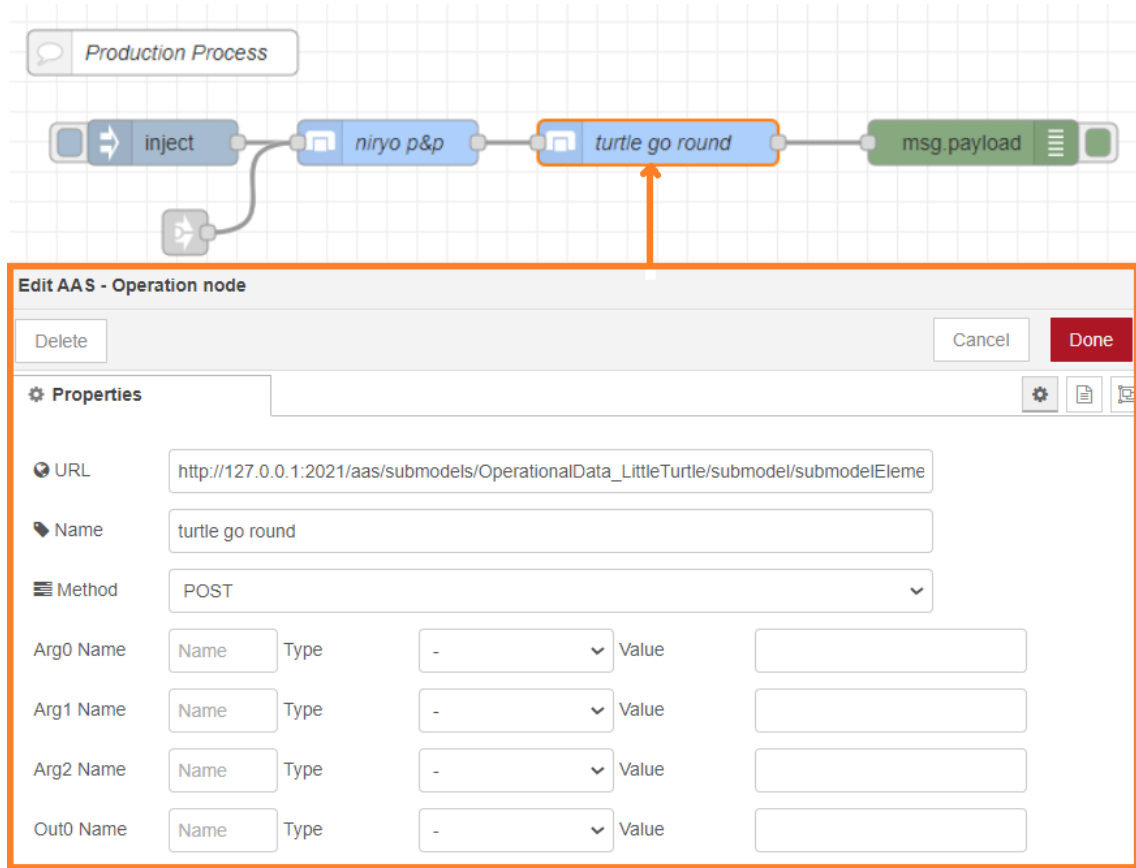 Production Process
inject niryo p&p turtle go round msg.payload
Edit AAS - Operation node
Delete Cancel Done
Properties
URL http://127.0.0.1:2021/aas/submodels/OperationalData_LittleTurtle/submodel/submodelEleme
Name turtle go round
Method POST
Arg0 Name Name Type - Value
Arg1 Name Name Type - Value
Arg2 Name Name Type - Value
Out0 Name Name Type - Value